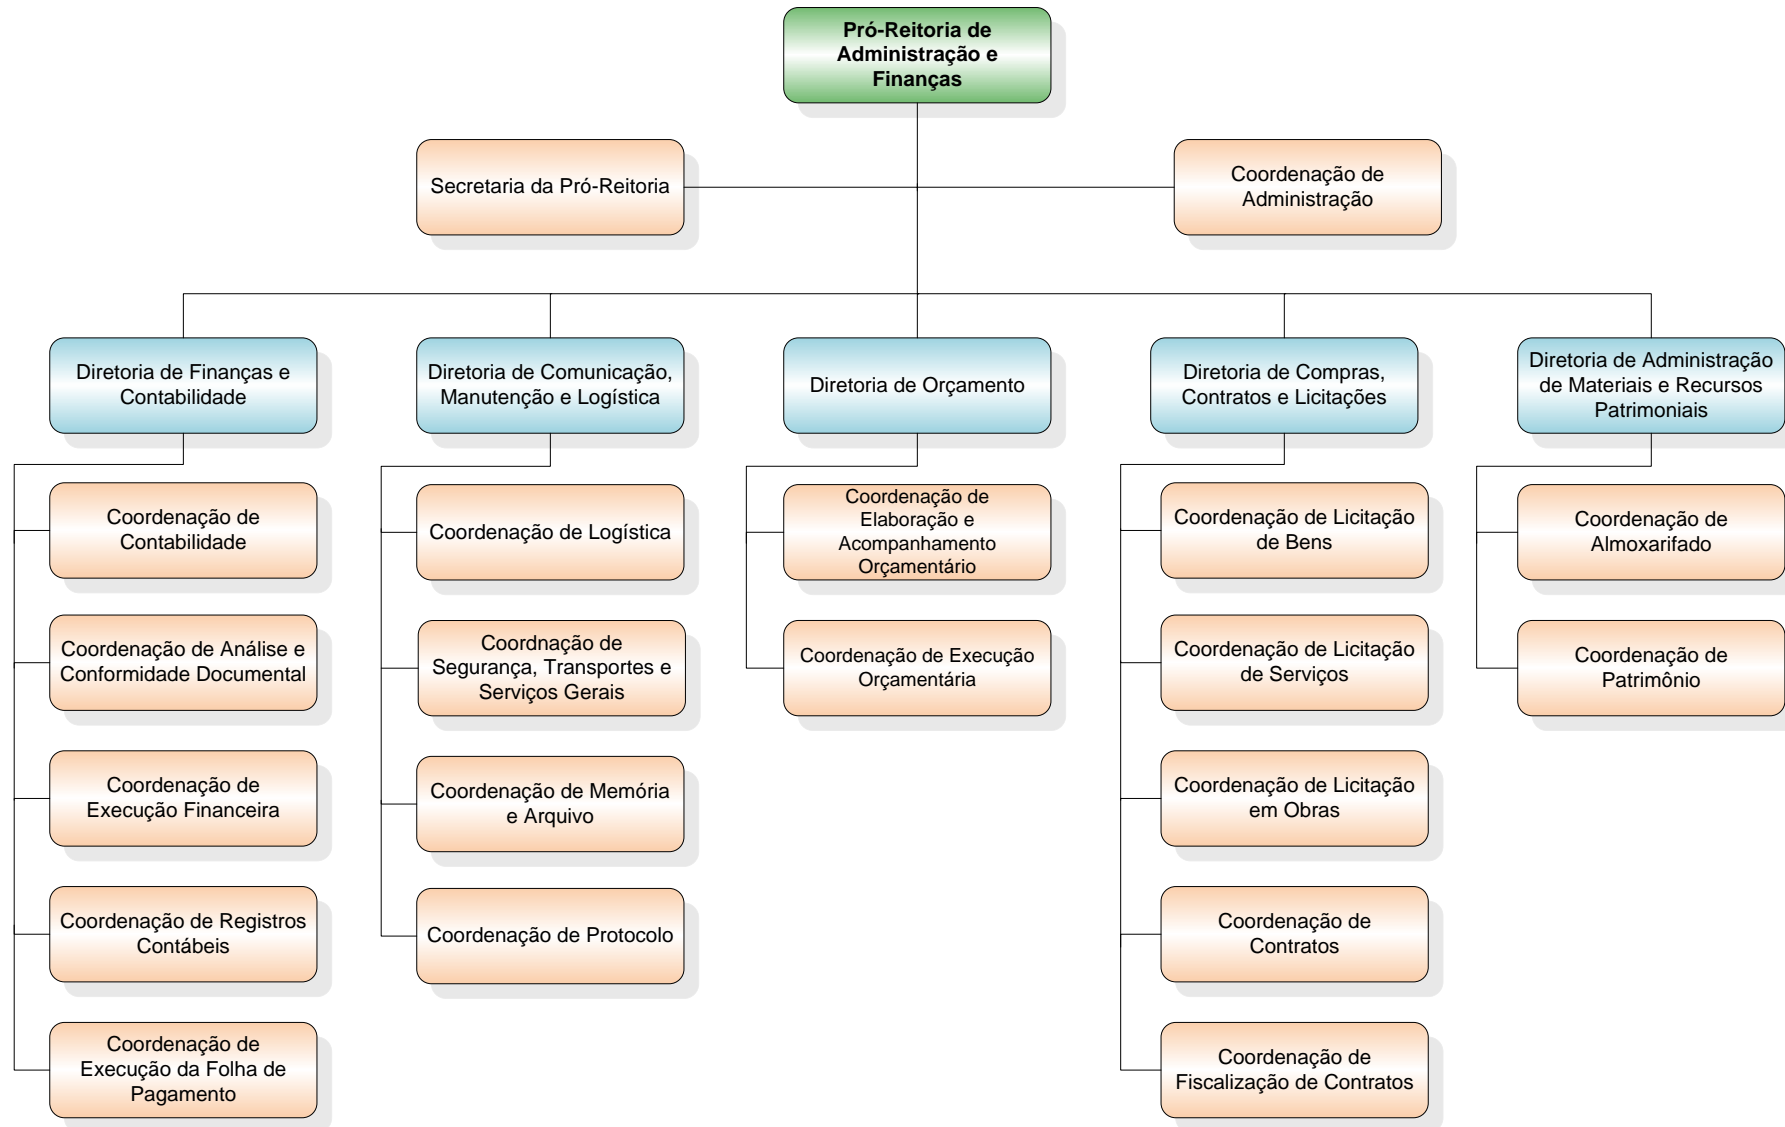 Pró-Reitoria de
Administração e
Finanças
Secretaria da Pró-Reitoria
Coordenação de
Administração
Diretoria de Finanças e
Contabilidade
Diretoria de Comunicação,
Manutenção e Logística
Diretoria de Orçamento
Diretoria de Compras,
Contratos e Licitações
Diretoria de Administração
de Materiais e Recursos
Patrimoniais
Coordenação de
Contabilidade
Coordenação de Análise e
Conformidade Documental
Coordenação de
Execução Financeira
Coordenação de Registros
Contábeis
Coordenação de
Execução da Folha de
Pagamento
Coordenação de Logística
Coordnação de
Segurança, Transportes e
Serviços Gerais
Coordenação de Memória
e Arquivo
Coordenação de Protocolo
Coordenação de
Elaboração e
Acompanhamento
Orçamentário
Coordenação de Execução
Orçamentária
Coordenação de Licitação
de Bens
Coordenação de Licitação
de Serviços
Coordenação de Licitação
em Obras
Coordenação de
Contratos
Coordenação de
Fiscalização de Contratos
Coordenação de
Almoxarifado
Coordenação de
Patrimônio